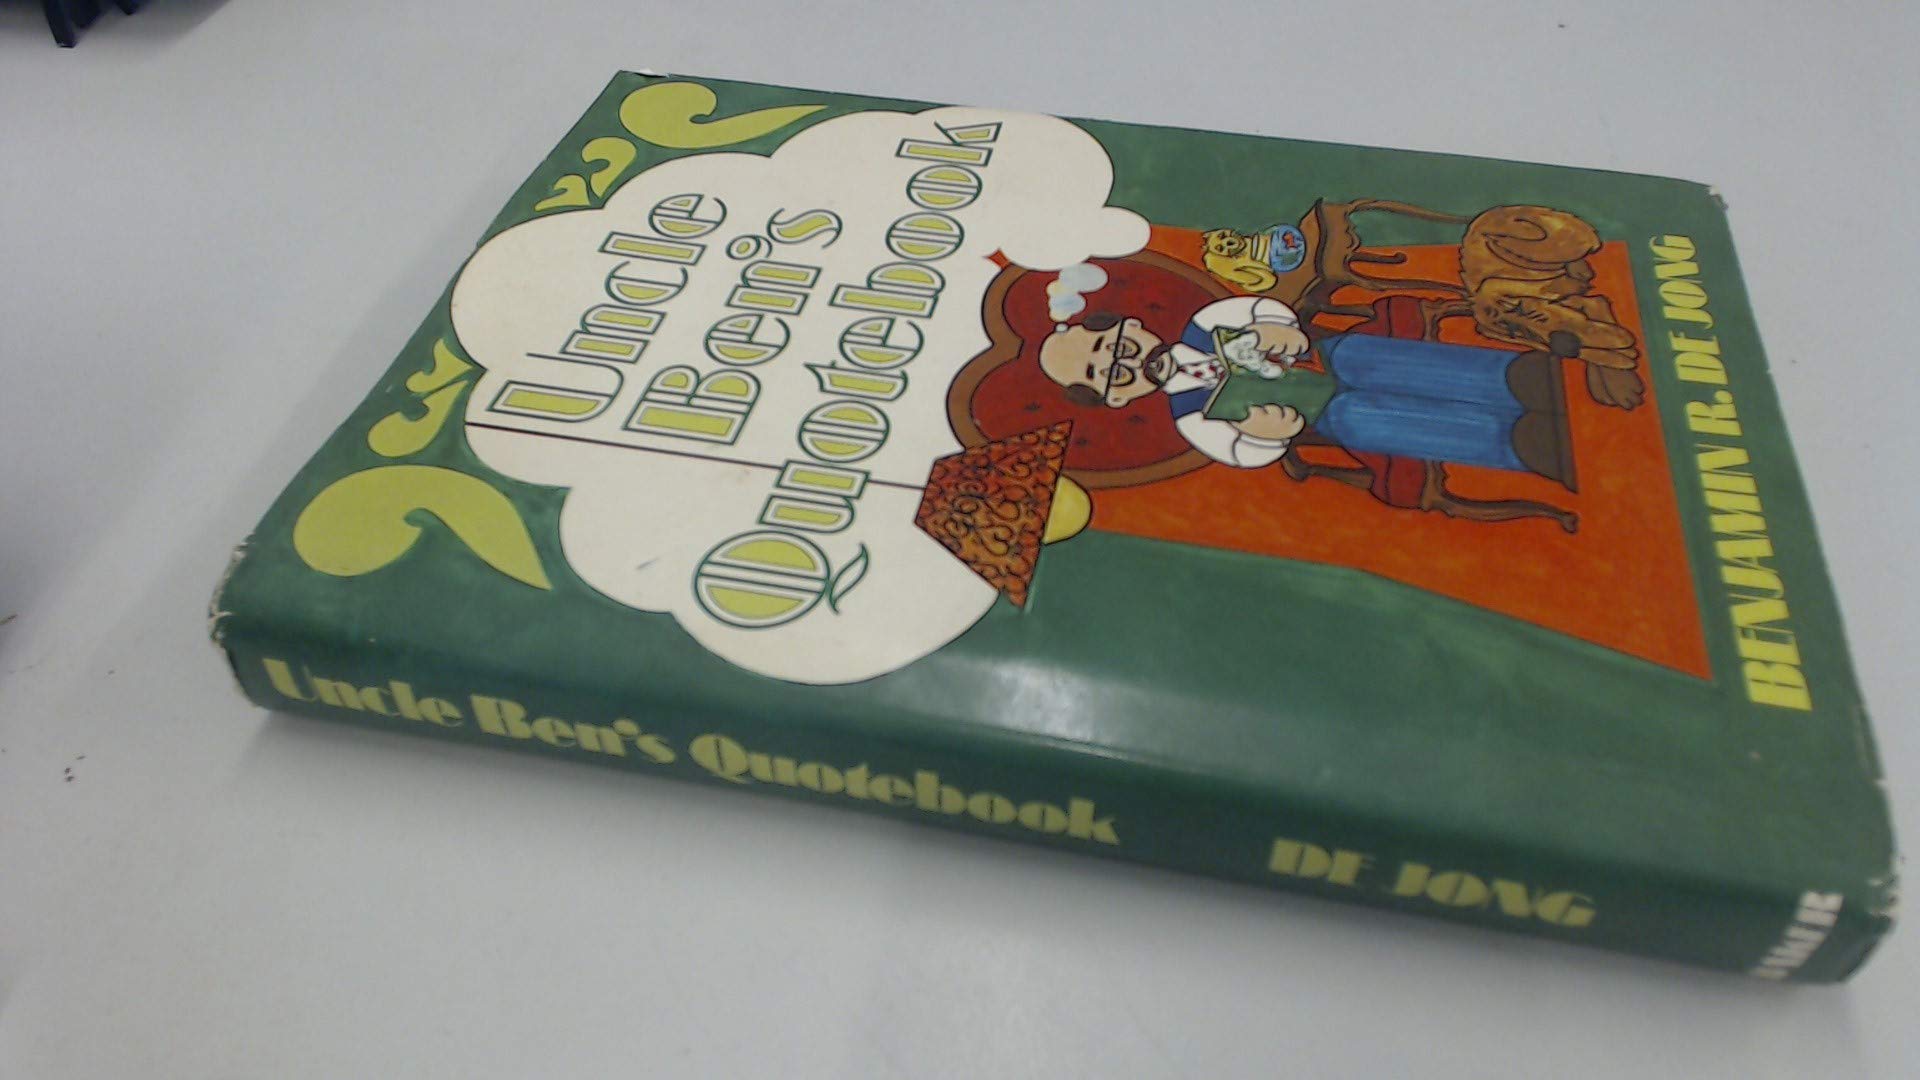 Uncle
Ben's
Quotebook
BENJAMIN R. DE JONG
Uncle Ben's Quotebook
DE JONG